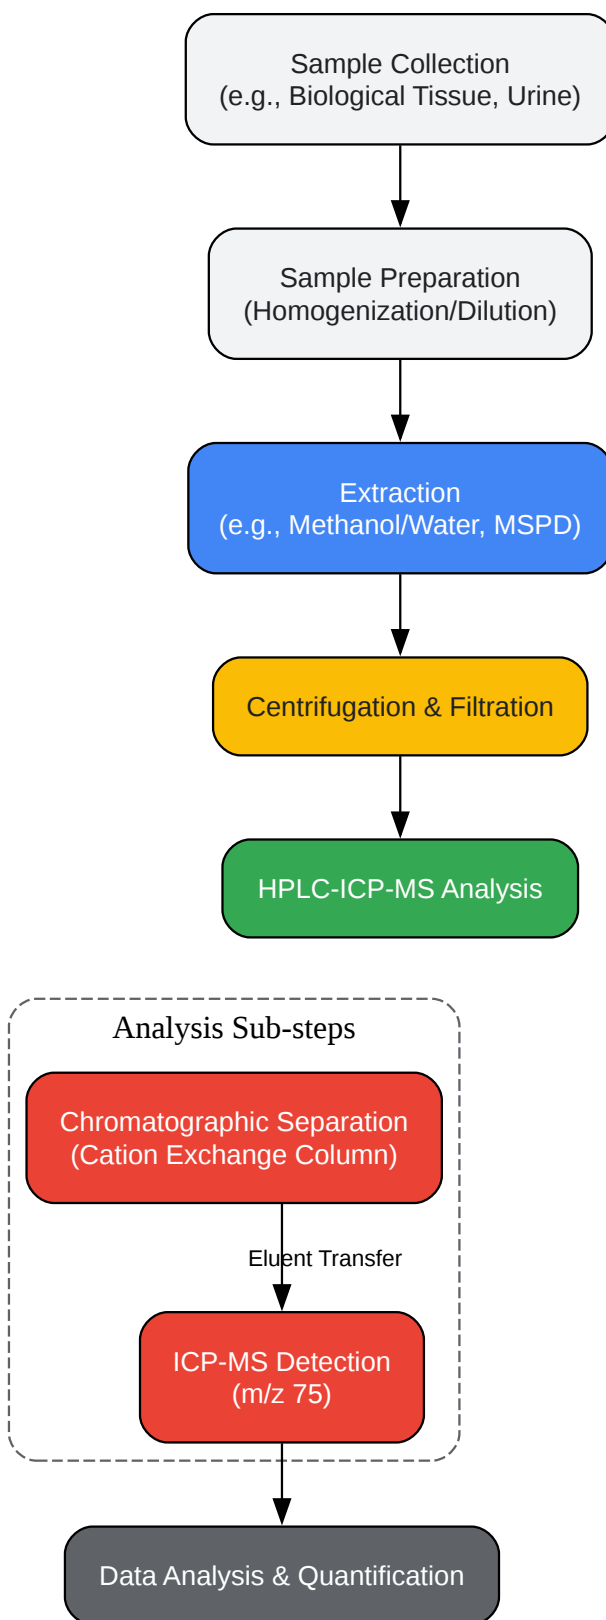 Sample Collection
(e.g., Biological Tissue, Urine)
Sample Preparation
(Homogenization/Dilution)
Extraction
(e.g., Methanol/Water, MSPD)
Centrifugation & Filtration
HPLC-ICP-MS Analysis
Analysis Sub-steps
Chromatographic Separation
(Cation Exchange Column)
Eluent Transfer
ICP-MS Detection
(m/z 75)
Data Analysis & Quantification